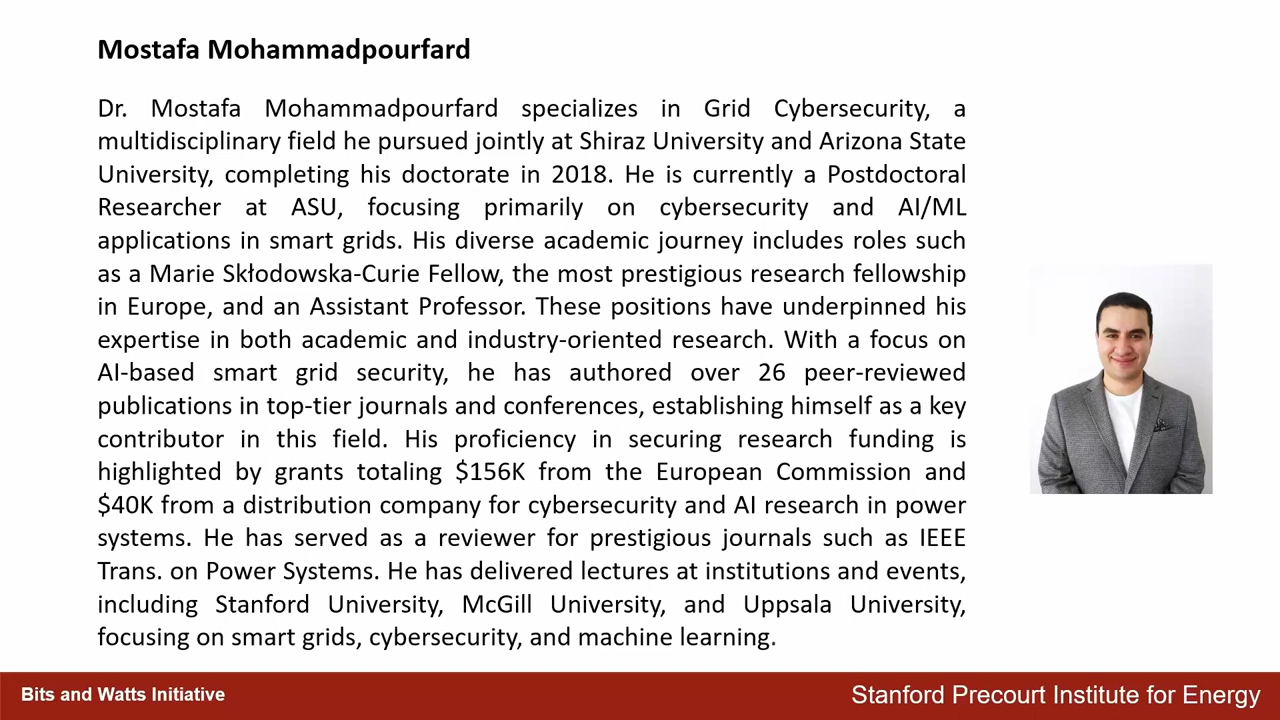 Mostafa Mohammadpourfard
Dr. Mostafa Mohammadpourfard specializes in Grid Cybersecurity, a
multidisciplinary field he pursued jointly at Shiraz University and Arizona State
University, completing his doctorate in 2018. He is currently a Postdoctoral
Researcher at ASU, focusing primarily on cybersecurity and AI/ML
applications in smart grids. His diverse academic journey includes roles such
as a Marie Skłodowska-Curie Fellow, the most prestigious research fellowship
in Europe, and an Assistant Professor. These positions have underpinned his
expertise in both academic and industry-oriented research. With a focus on
AI-based smart grid security, he has authored over 26 peer-reviewed
publications in top-tier journals and conferences, establishing himself as a key
contributor in this field. His proficiency in securing research funding is
highlighted by grants totaling $156K from the European Commission and
$40K from a distribution company for cybersecurity and AI research in power
systems. He has served as a reviewer for prestigious journals such as IEEE
Trans. on Power Systems. He has delivered lectures at institutions and events,
including Stanford University, McGill University, and Uppsala University,
focusing on smart grids, cybersecurity, and machine learning.
Bits and Watts Initiative
Stanford Precourt Institute for Energy